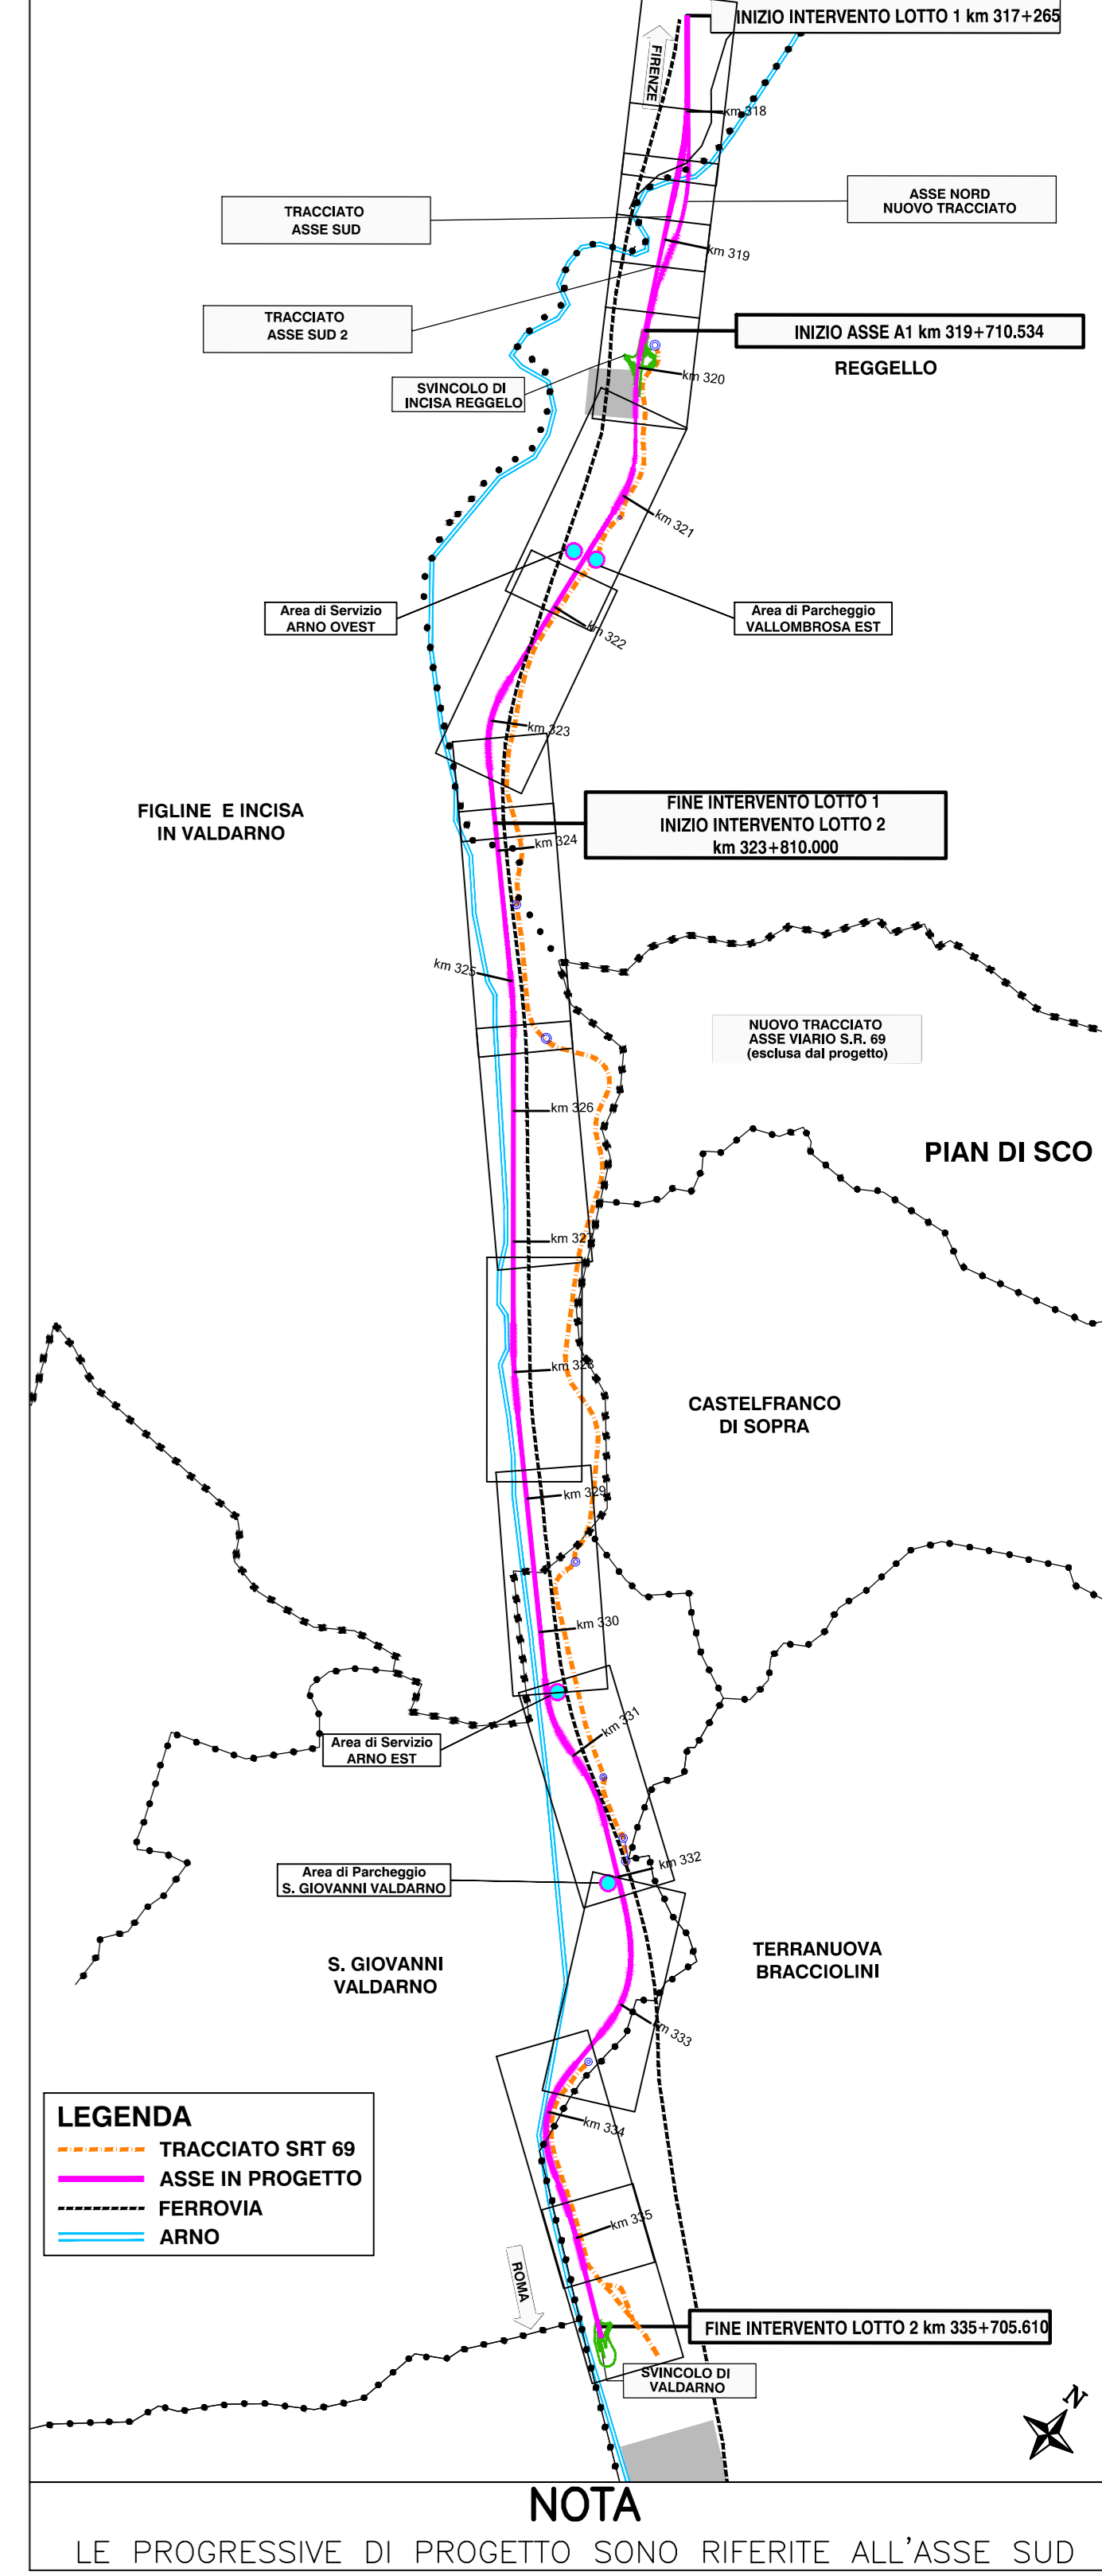 INIZIO INTERVENTO LOTTO 1 km 317+265
FIRENZE
km 318
ASSE NORD
NUOVO TRACCIATO
TRACCIATO
ASSE SUD
km 319
TRACCIATO
ASSE SUD 2
INIZIO ASSE A1 km 319+710.534
REGGELLO
km 320
SVINCOLO DI
INCISA REGGELO
km 321
Area di Servizio
ARNO OVEST
Area di Parcheggio
VALLOMBROSA EST
km 322
km 323
FIGLINE E INCISA
IN VALDARNO
FINE INTERVENTO LOTTO 1
INIZIO INTERVENTO LOTTO 2
km 323+810.000
km 324
km 325
NUOVO TRACCIATO
ASSE VIARIO S.R. 69
(esclusa dal progetto)
km 326
PIAN DI SCO
km 327
km 328
CASTELFRANCO
DI SOPRA
km 329
km 330
km 331
Area di Servizio
ARNO EST
km 332
Area di Parcheggio
S. GIOVANNI VALDARNO
TERRANUOVA
BRACCIOLINI
S. GIOVANNI
VALDARNO
km 333
km 334
LEGENDA
TRACCIATO SRT 69
ASSE IN PROGETTO
FERROVIA
ARNO
km 335
ROMA
FINE INTERVENTO LOTTO 2 km 335+705.610
SVINCOLO DI
VALDARNO
N
NOTA
LE PROGRESSIVE DI PROGETTO SONO RIFERITE ALL'ASSE SUD